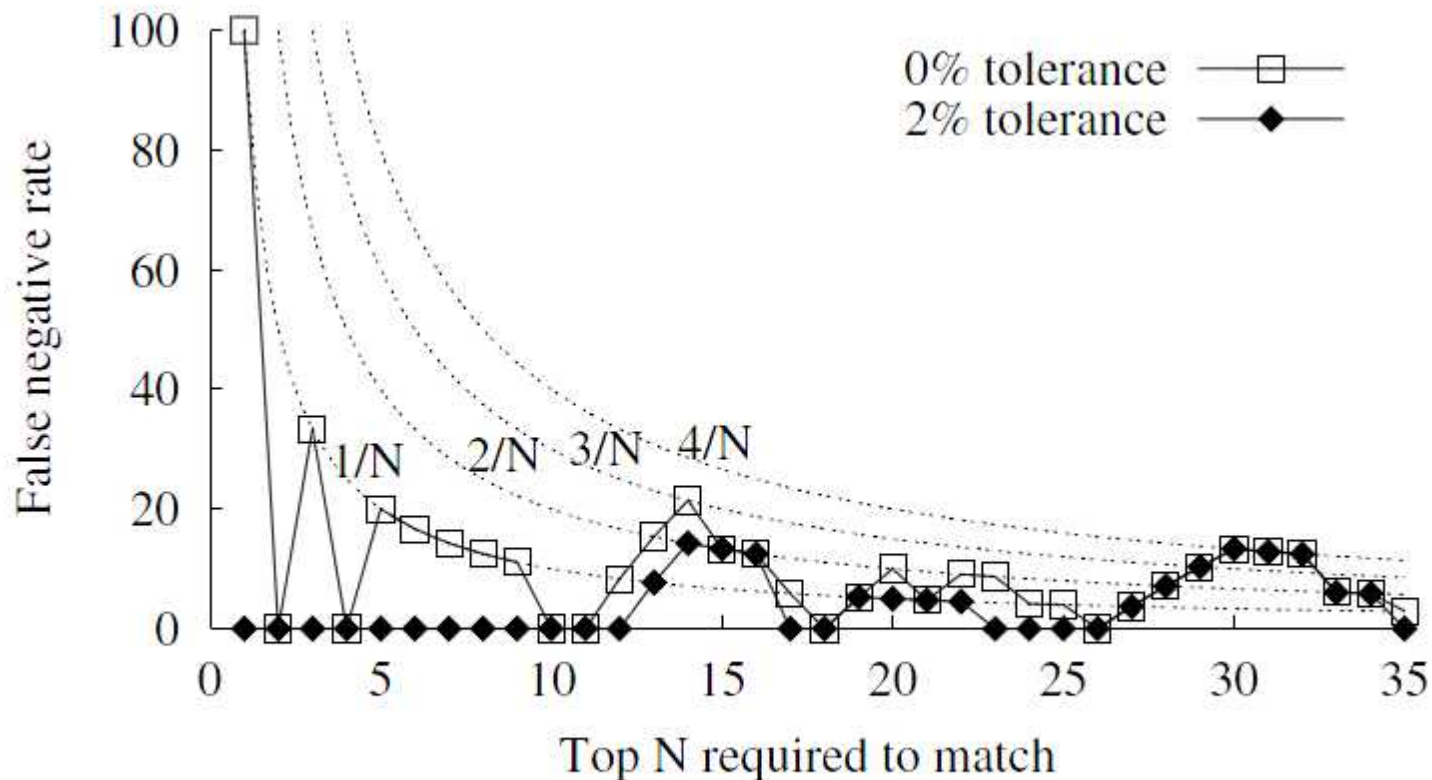 100
80
60
40
20
0
False negative rate
0% tolerance
2% tolerance
1/N 2/N 3/N 4/N
0 5 10 15 20 25 30 35
Top N required to match